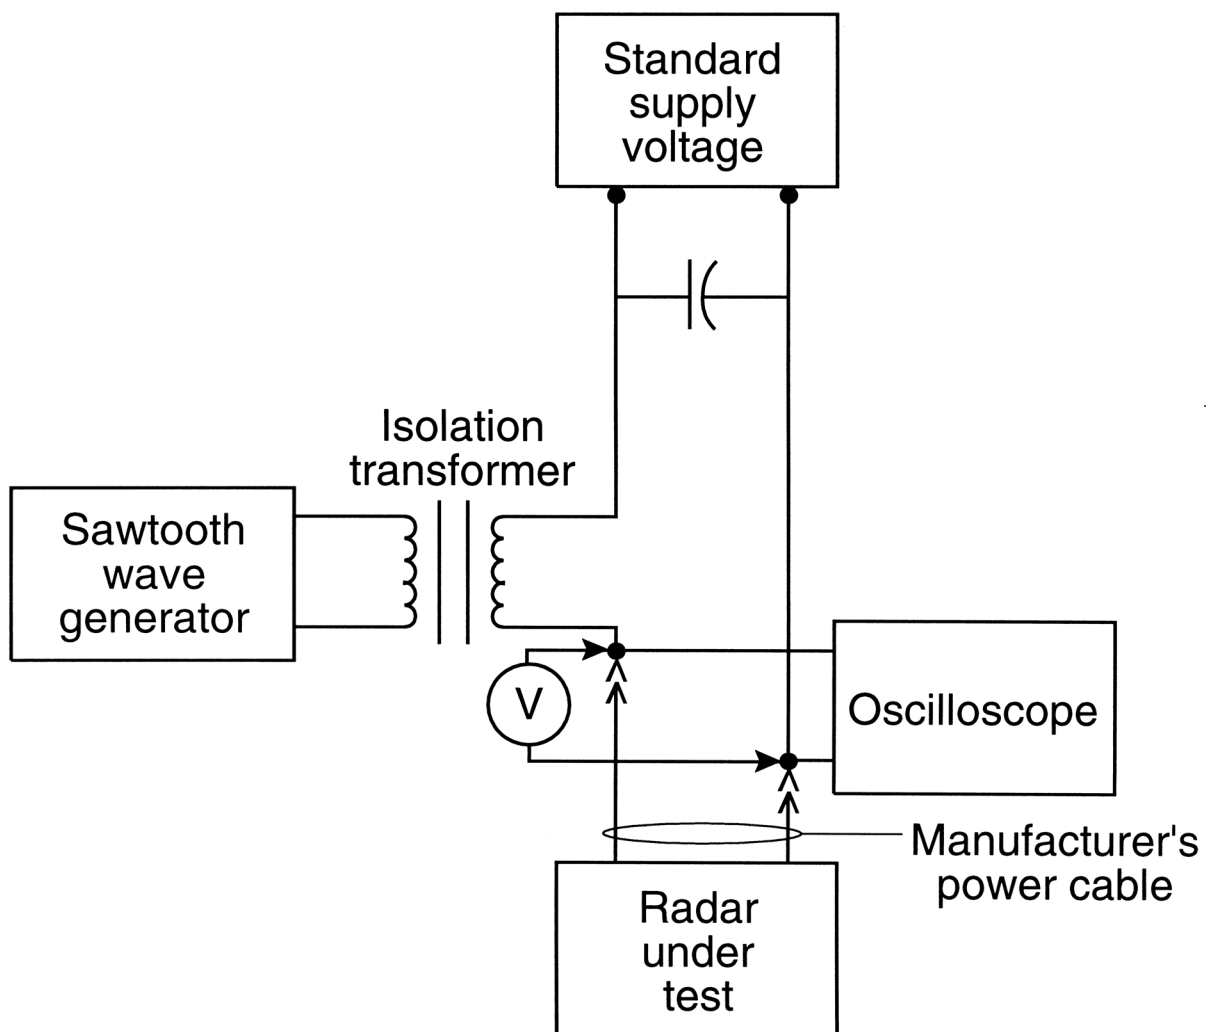 Standard
supply
voltage
Isolation
transformer
Sawtooth
wave
generator
V
Oscilloscope
Manufacturer's
power cable
Radar
under
test